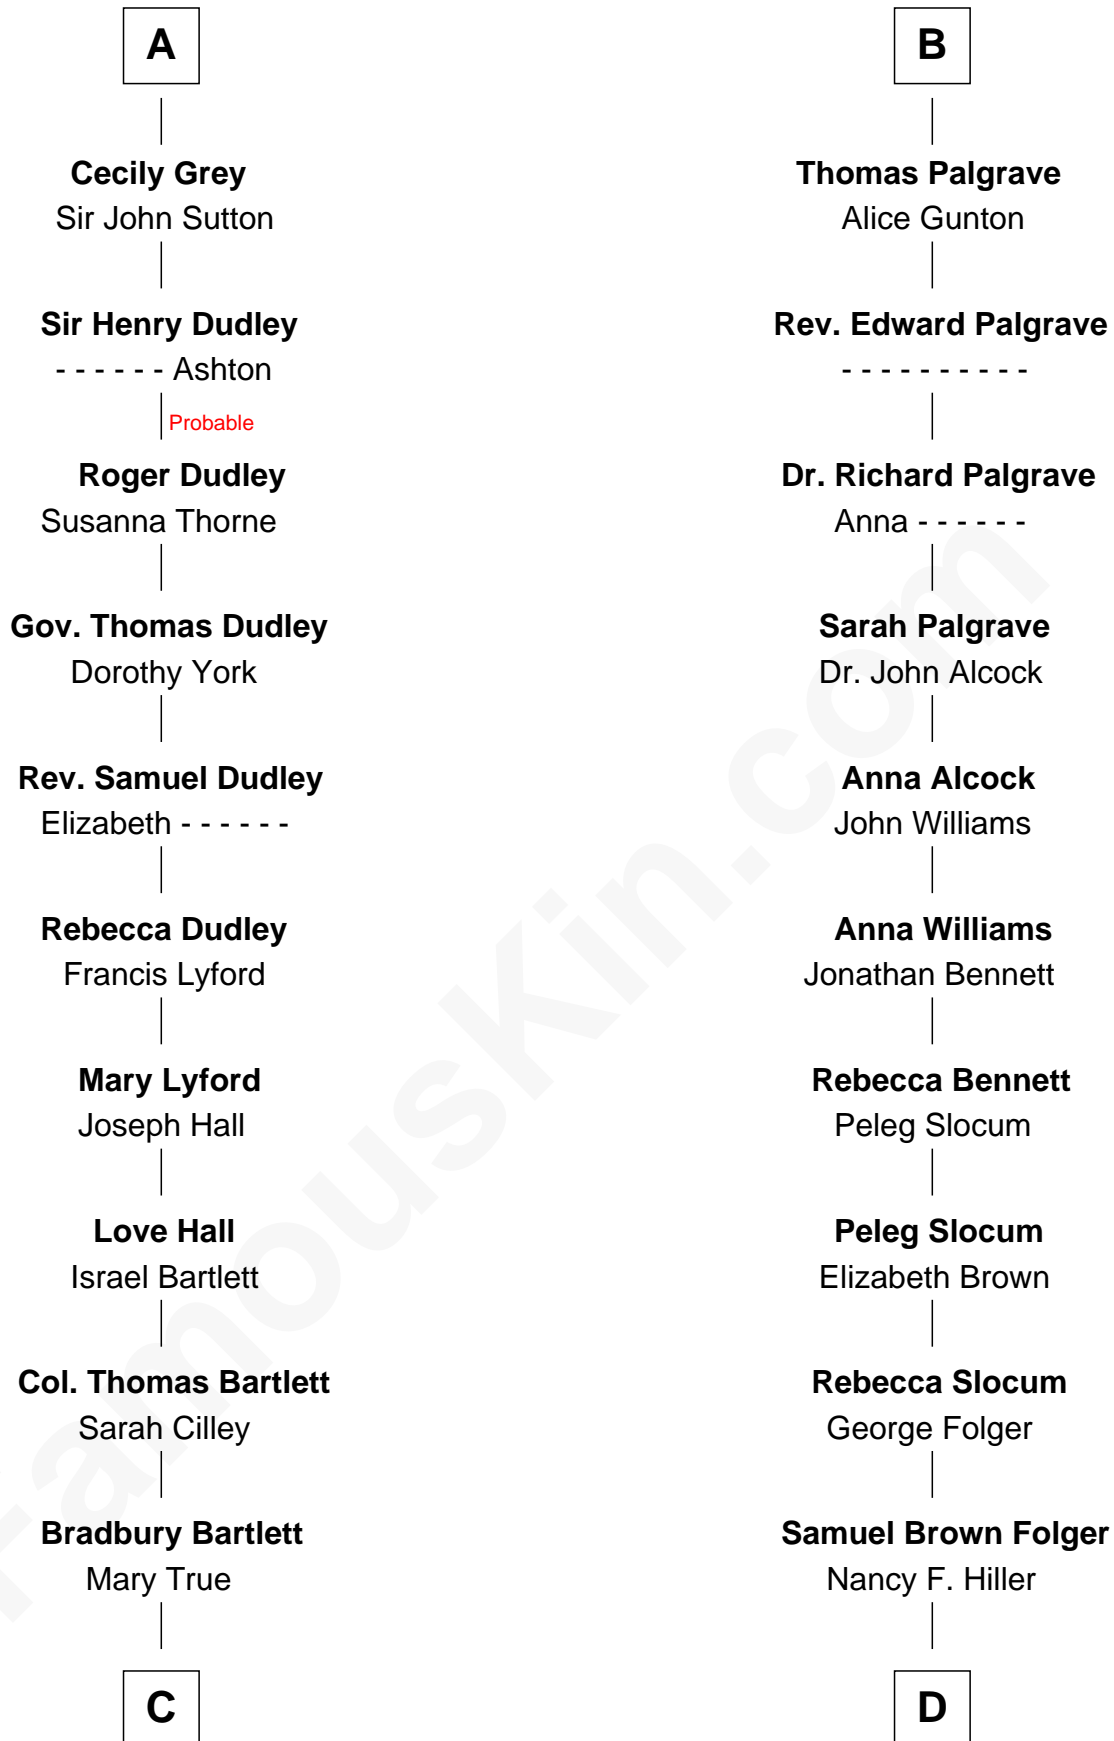 A
Cecily Grey
Sir John Sutton
Sir Henry Dudley
- - - - - - Ashton
Probable
Roger Dudley
Susanna Thorne
Gov. Thomas Dudley
Dorothy York
Rev. Samuel Dudley
Elizabeth - - - - - -
Rebecca Dudley
Francis Lyford
Mary Lyford
Joseph Hall
Love Hall
Israel Bartlett
Col. Thomas Bartlett
Sarah Cilley
Bradbury Bartlett
Mary True
C
B
Thomas Palgrave
Alice Gunton
Rev. Edward Palgrave
- - - - - - - - - -
Dr. Richard Palgrave
Anna - - - - - -
Sarah Palgrave
Dr. John Alcock
Anna Alcock
John Williams
Anna Williams
Jonathan Bennett
Rebecca Bennett
Peleg Slocum
Peleg Slocum
Elizabeth Brown
Rebecca Slocum
George Folger
Samuel Brown Folger
Nancy F. Hiller
D
FamousKin.com